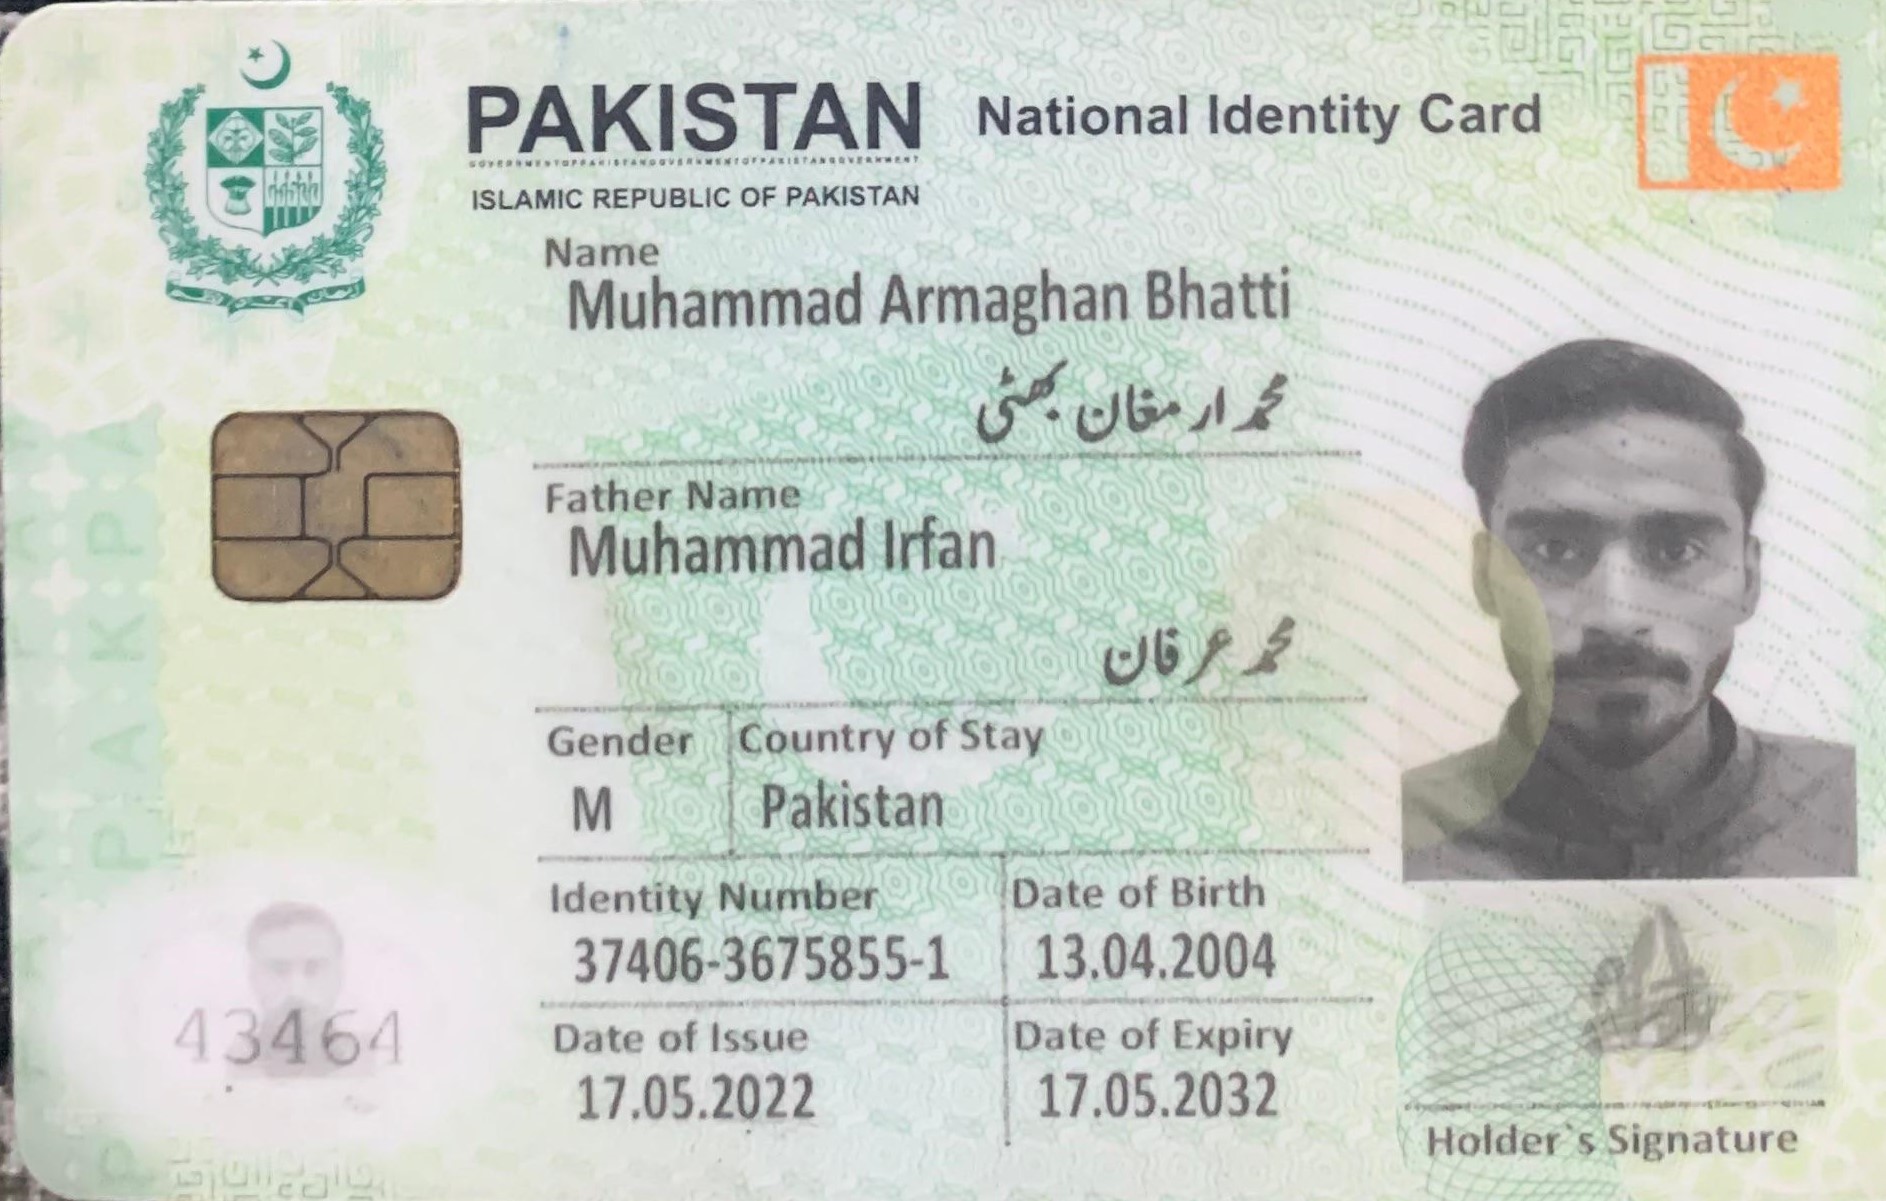 PAKISTAN National Identity Card
ISLAMIC REPUBLIC OF PAKISTAN
Name
Muhammad Armaghan Bhatti
محمد ارمغان بھٹی
Father Name
Muhammad Irfan
محمد عرفان
Gender Country of Stay
M Pakistan
Identity Number Date of Birth
37406-3675855-1 13.04.2004
Date of Issue Date of Expiry
17.05.2022 17.05.2032
43464
Holder`s Signature